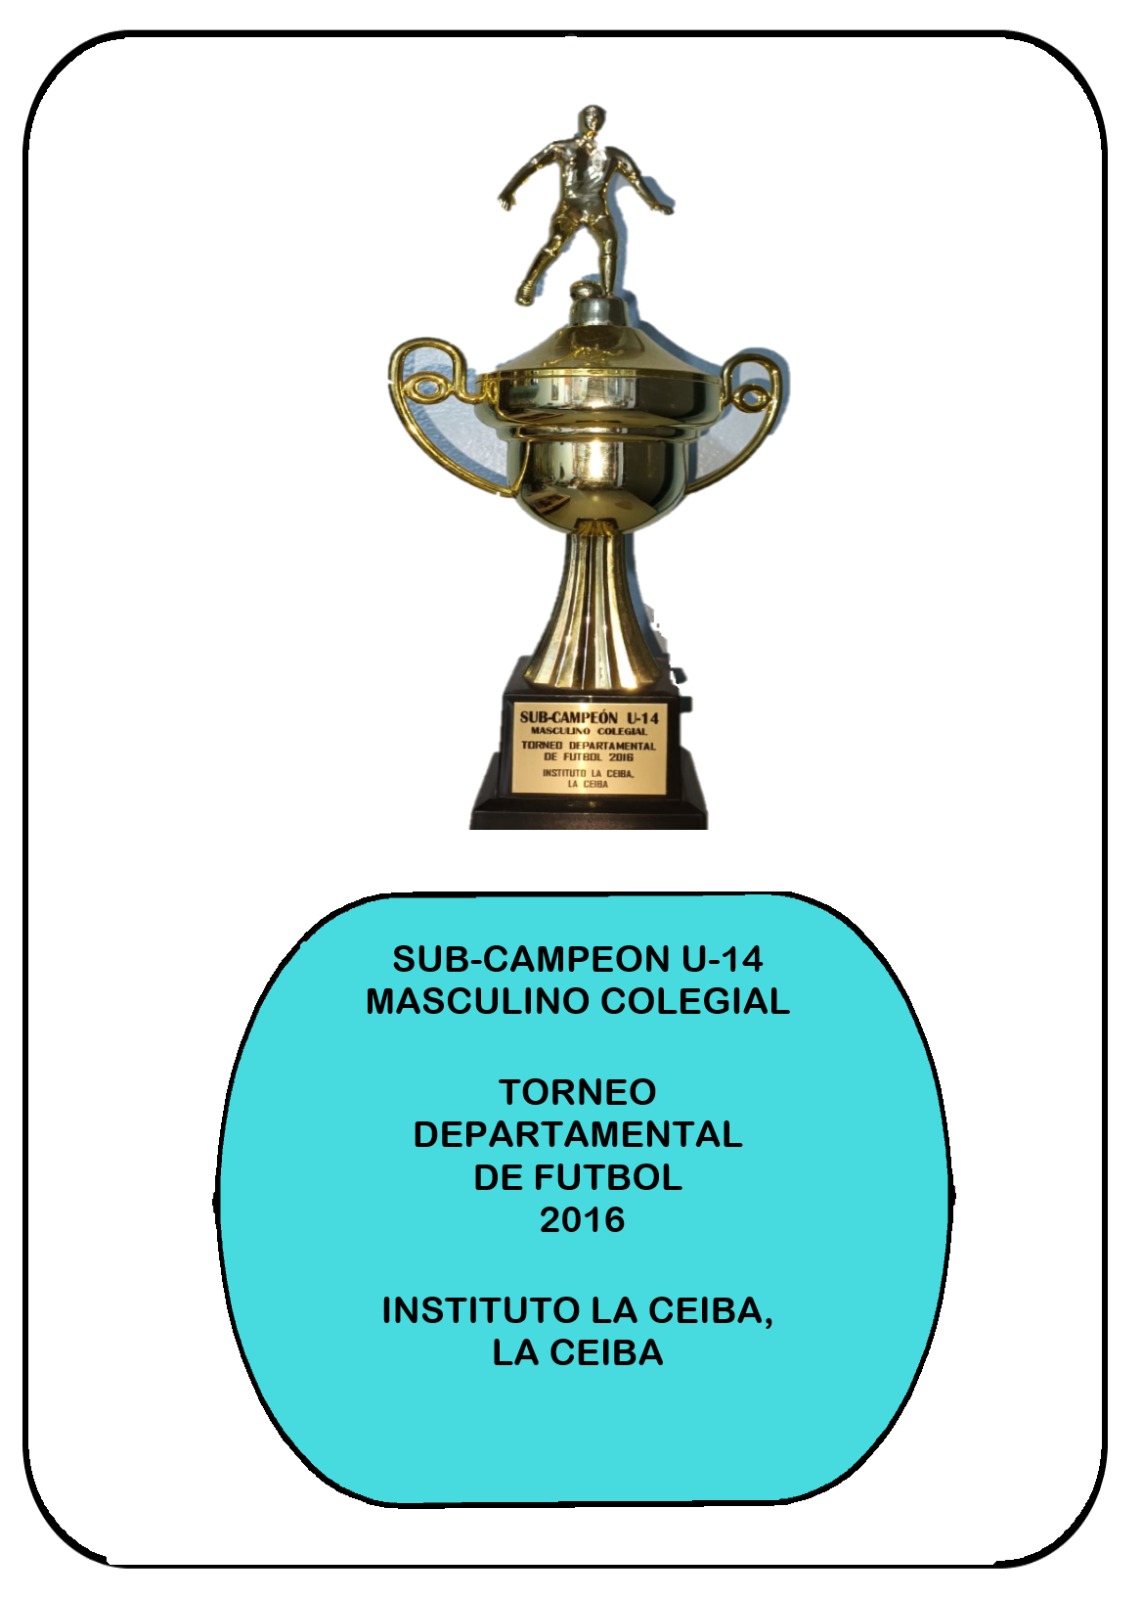 SUB-CAMPEÓN U-14
MASCULINO COLEGIAL
TORNEO DEPARTAMENTAL
DE FUTBOL 2016
INSTITUTO LA CEIBA,
LA CEIBA
SUB-CAMPEON U-14
MASCULINO COLEGIAL
TORNEO
DEPARTAMENTAL
DE FUTBOL
2016
INSTITUTO LA CEIBA,
LA CEIBA